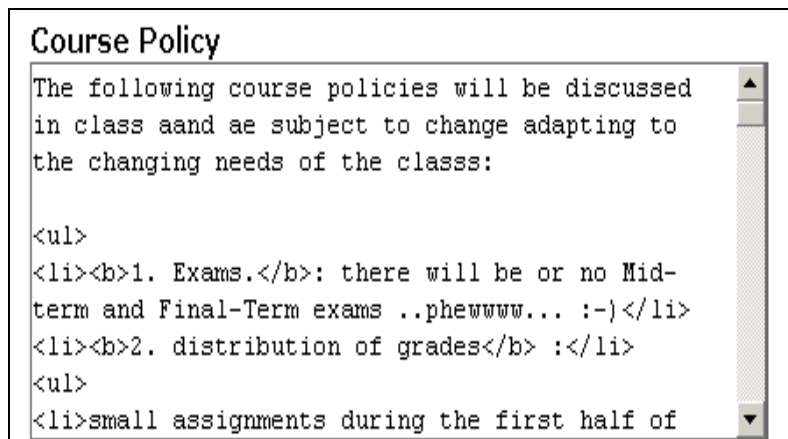 Course Policy
The following course policies will be discussed
in class aand ae subject to change adapting to
the changing needs of the classs:
<ul>
<li><b>1. Exams.</b>: there will be or no Mid-
term and Final-Term exams ..phewwww... :-)</li>
<li><b>2. distribution of grades</b> :</li>
<ul>
<li>small assignments during the first half of